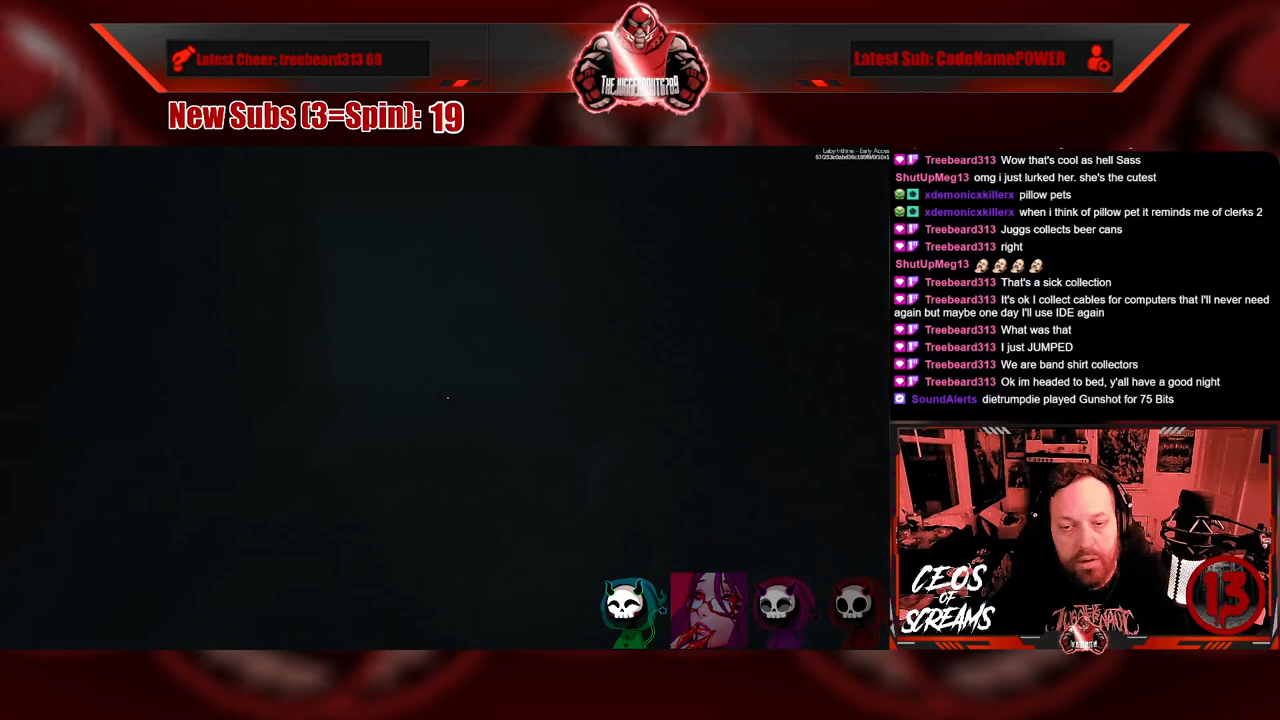 Latest Cheer: treebeard313 69
THEJUGGERNAUT6789
Latest Sub: CodeNamePOWER
New Subs (3=Spin): 19
Labyrinthine - Early Access
Treebeard313 Wow that's cool as hell Sass
ShutUpMeg13 omg i just lurked her. she's the cutest
xdemonicxkillerx pillow pets
xdemonicxkillerx when i think of pillow pet it reminds me of clerks 2
Treebeard313 Juggs collects beer cans
Treebeard313 right
ShutUpMeg13
Treebeard313 That's a sick collection
Treebeard313 It's ok I collect cables for computers that I'll never need
again but maybe one day I'll use IDE again
Treebeard313 What was that
Treebeard313 I just JUMPED
Treebeard313 We are band shirt collectors
Treebeard313 Ok im headed to bed, y'all have a good night
SoundAlerts dietrumpdie played Gunshot for 75 Bits
CEO'S
OF
SCREAMS
13